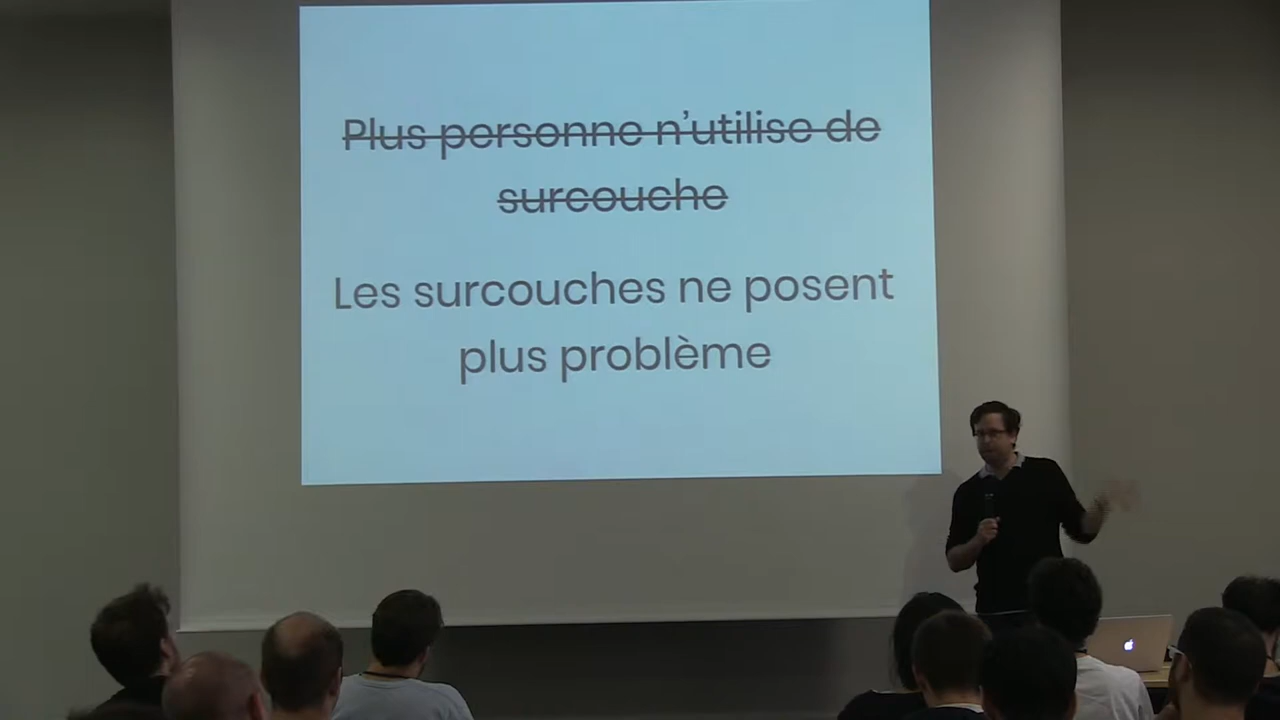 Plus personne n'utilise de
surcouche
Les surcouches ne posent
plus problème